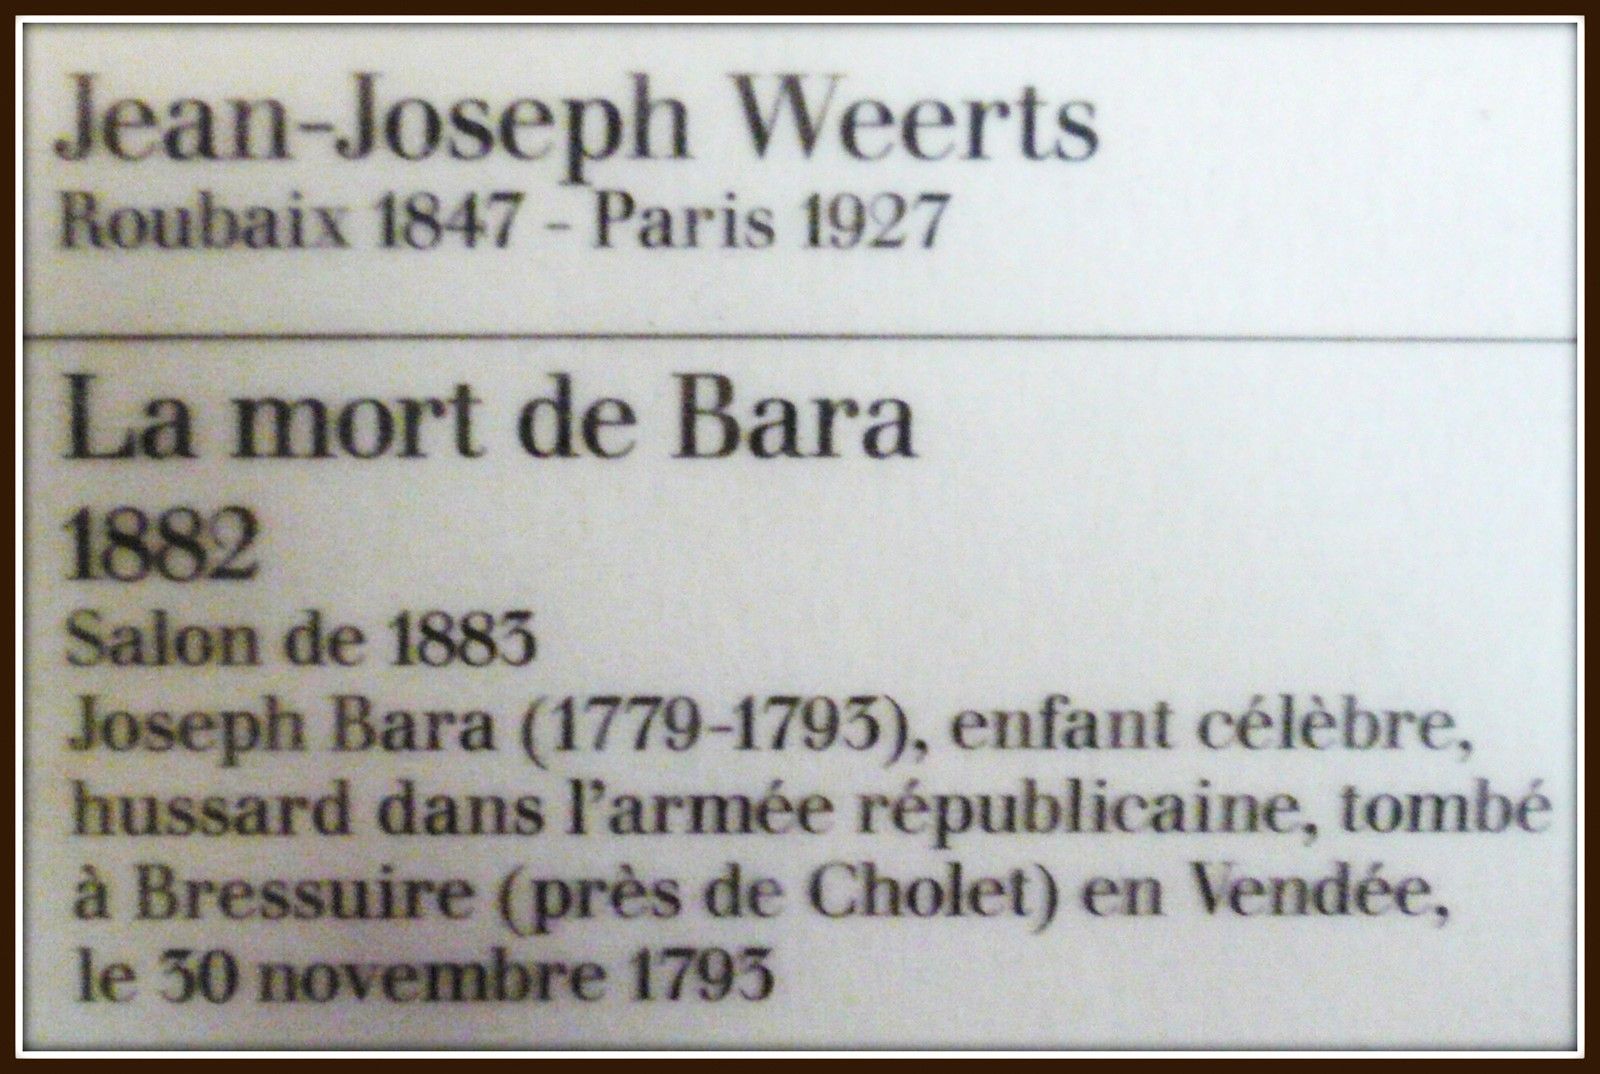 Jean-Joseph Weerts
Roubaix 1847 - Paris 1927
La mort de Bara
1882
Salon de 1883
Joseph Bara (1779-1793), enfant célèbre,
hussard dans l'armée républicaine, tombé
à Bressuire (près de Cholet) en Vendée,
le 30 novembre 1793